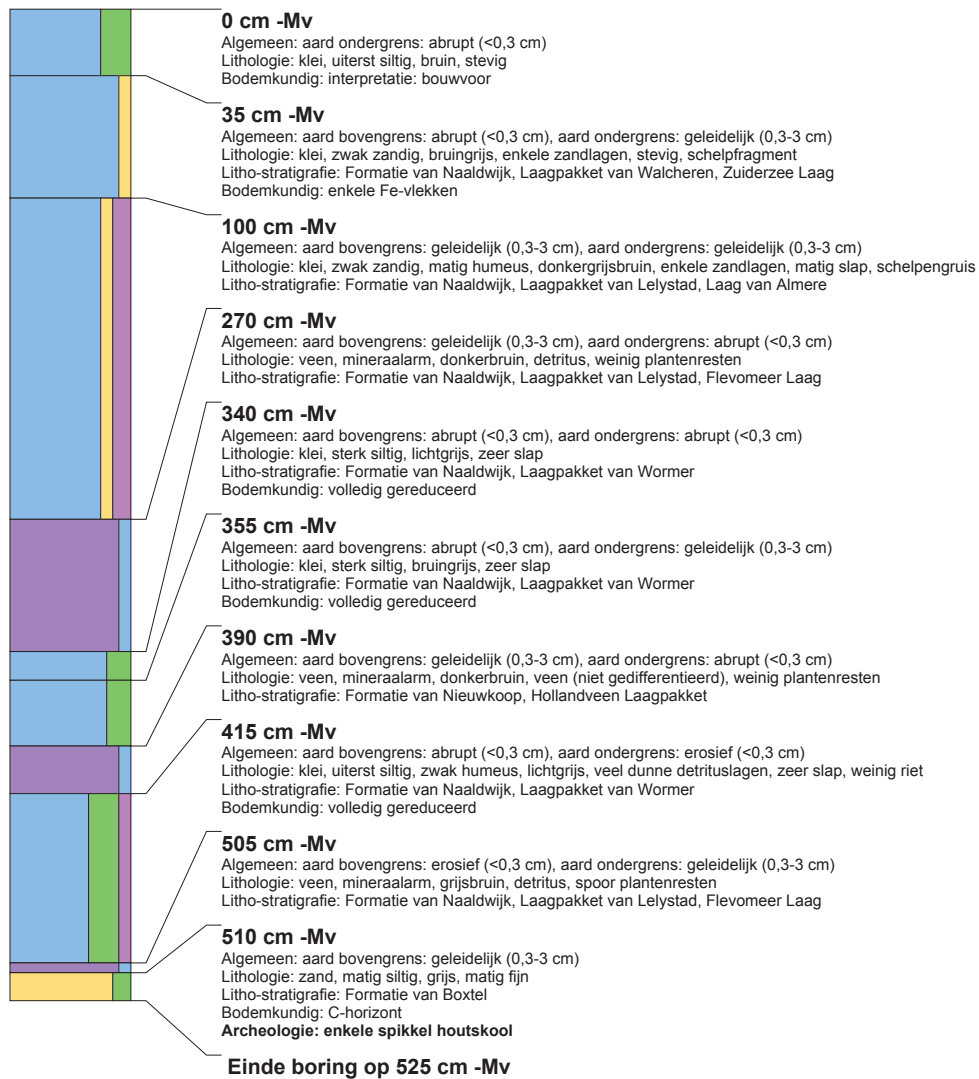 0 cm -Mv
Algemeen: aard ondergrens: abrupt (<0,3 cm)
Lithologie: klei, uiterst siltig, bruin, stevig
Bodemkundig: interpretatie: bouwvoor
35 cm -Mv
Algemeen: aard bovengrens: abrupt (<0,3 cm), aard ondergrens: geleidelijk (0,3-3 cm)
Lithologie: klei, zwak zandig, bruingrijs, enkele zandlagen, stevig, schelpfragment
Litho-stratigrafie: Formatie van Naaldwijk, Laagpakket van Walcheren, Zuiderzee Laag
Bodemkundig: enkele Fe-vlekken
100 cm -Mv
Algemeen: aard bovengrens: geleidelijk (0,3-3 cm), aard ondergrens: geleidelijk (0,3-3 cm)
Lithologie: klei, zwak zandig, matig humeus, donkergrijsbruin, enkele zandlagen, matig slap, schelpengruis
Litho-stratigrafie: Formatie van Naaldwijk, Laagpakket van Lelystad, Laag van Almere
270 cm -Mv
Algemeen: aard bovengrens: geleidelijk (0,3-3 cm), aard ondergrens: abrupt (<0,3 cm)
Lithologie: veen, mineraalarm, donkerbruin, detritus, weinig plantenresten
Litho-stratigrafie: Formatie van Naaldwijk, Laagpakket van Lelystad, Flevomeer Laag
340 cm -Mv
Algemeen: aard bovengrens: abrupt (<0,3 cm), aard ondergrens: abrupt (<0,3 cm)
Lithologie: klei, sterk siltig, lichtgrijs, zeer slap
Litho-stratigrafie: Formatie van Naaldwijk, Laagpakket van Wormer
Bodemkundig: volledig gereduceerd
355 cm -Mv
Algemeen: aard bovengrens: abrupt (<0,3 cm), aard ondergrens: geleidelijk (0,3-3 cm)
Lithologie: klei, sterk siltig, bruingrijs, zeer slap
Litho-stratigrafie: Formatie van Naaldwijk, Laagpakket van Wormer
Bodemkundig: volledig gereduceerd
390 cm -Mv
Algemeen: aard bovengrens: geleidelijk (0,3-3 cm), aard ondergrens: abrupt (<0,3 cm)
Lithologie: veen, mineraalarm, donkerbruin, veen (niet gedifferentieerd), weinig plantenresten
Litho-stratigrafie: Formatie van Nieuwkoop, Hollandveen Laagpakket
415 cm -Mv
Algemeen: aard bovengrens: abrupt (<0,3 cm), aard ondergrens: erosief (<0,3 cm)
Lithologie: klei, uiterst siltig, zwak humeus, lichtgrijs, veel dunne detrituslagen, zeer slap, weinig riet
Litho-stratigrafie: Formatie van Naaldwijk, Laagpakket van Wormer
Bodemkundig: volledig gereduceerd
505 cm -Mv
Algemeen: aard bovengrens: erosief (<0,3 cm), aard ondergrens: geleidelijk (0,3-3 cm)
Lithologie: veen, mineraalarm, grijsbruin, detritus, spoor plantenresten
Litho-stratigrafie: Formatie van Naaldwijk, Laagpakket van Lelystad, Flevomeer Laag
510 cm -Mv
Algemeen: aard bovengrens: geleidelijk (0,3-3 cm)
Lithologie: zand, matig siltig, grijs, matig fijn
Litho-stratigrafie: Formatie van Boxtel
Bodemkundig: C-horizont
Archeologie: enkele spikkel houtskool
Einde boring op 525 cm -Mv